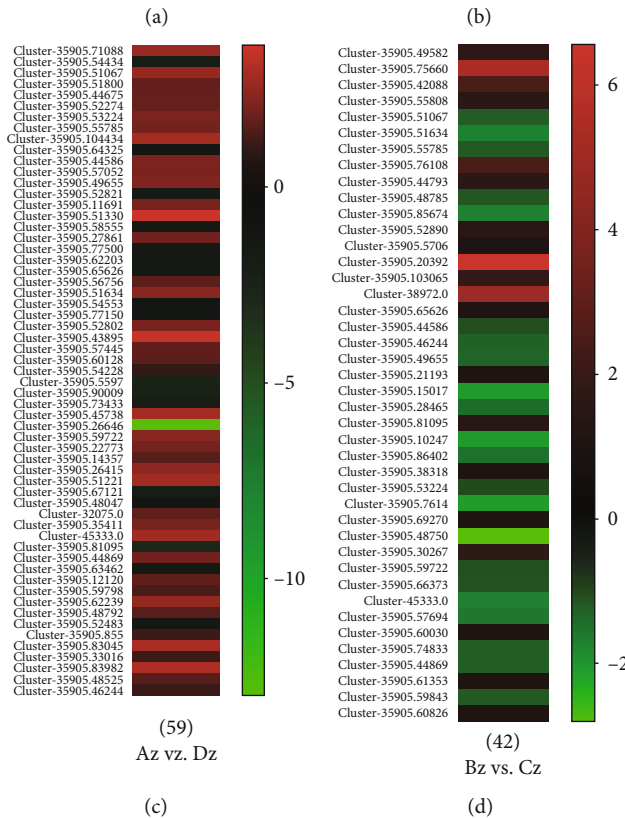 (a)
(b)
Cluster-35905.71088
Cluster-35905.54434
Cluster-35905.51067
Cluster-35905.51800
Cluster-35905.44675
Cluster-35905.52274
Cluster-35905.53224
Cluster-35905.55785
Cluster-35905.104434
Cluster-35905.64325
Cluster-35905.44586
Cluster-35905.57052
Cluster-35905.49655
Cluster-35905.52821
Cluster-35905.11691
Cluster-35905.51330
Cluster-35905.58555
Cluster-35905.27861
Cluster-35905.77500
Cluster-35905.62203
Cluster-35905.65626
Cluster-35905.56756
Cluster-35905.51634
Cluster-35905.54553
Cluster-35905.77150
Cluster-35905.52802
Cluster-35905.43895
Cluster-35905.57445
Cluster-35905.60128
Cluster-35905.54228
Cluster-35905.5597
Cluster-35905.90009
Cluster-35905.73433
Cluster-35905.45738
Cluster-35905.26646
Cluster-35905.59722
Cluster-35905.22773
Cluster-35905.14357
Cluster-35905.26415
Cluster-35905.51221
Cluster-35905.67121
Cluster-35905.48047
Cluster-32075.0
Cluster-35905.35411
Cluster-45333.0
Cluster-35905.81095
Cluster-35905.44869
Cluster-35905.63462
Cluster-35905.12120
Cluster-35905.59798
Cluster-35905.62239
Cluster-35905.48792
Cluster-35905.52483
Cluster-35905.855
Cluster-35905.83045
Cluster-35905.33016
Cluster-35905.83982
Cluster-35905.48525
Cluster-35905.46244
0
−5
−10
(59)
Az vz. Dz
(c)
Cluster-35905.49582
Cluster-35905.75660
Cluster-35905.42088
Cluster-35905.55808
Cluster-35905.51067
Cluster-35905.51634
Cluster-35905.55785
Cluster-35905.76108
Cluster-35905.44793
Cluster-35905.48785
Cluster-35905.85674
Cluster-35905.52890
Cluster-35905.5706
Cluster-35905.20392
Cluster-35905.103065
Cluster-38972.0
Cluster-35905.65626
Cluster-35905.44586
Cluster-35905.46244
Cluster-35905.49655
Cluster-35905.21193
Cluster-35905.15017
Cluster-35905.28465
Cluster-35905.81095
Cluster-35905.10247
Cluster-35905.86402
Cluster-35905.38318
Cluster-35905.53224
Cluster-35905.7614
Cluster-35905.69270
Cluster-35905.48750
Cluster-35905.30267
Cluster-35905.59722
Cluster-35905.66373
Cluster-45333.0
Cluster-35905.57694
Cluster-35905.60030
Cluster-35905.74833
Cluster-35905.44869
Cluster-35905.61353
Cluster-35905.59843
Cluster-35905.60826
6
4
2
0
−2
(42)
Bz vs. Cz
(d)